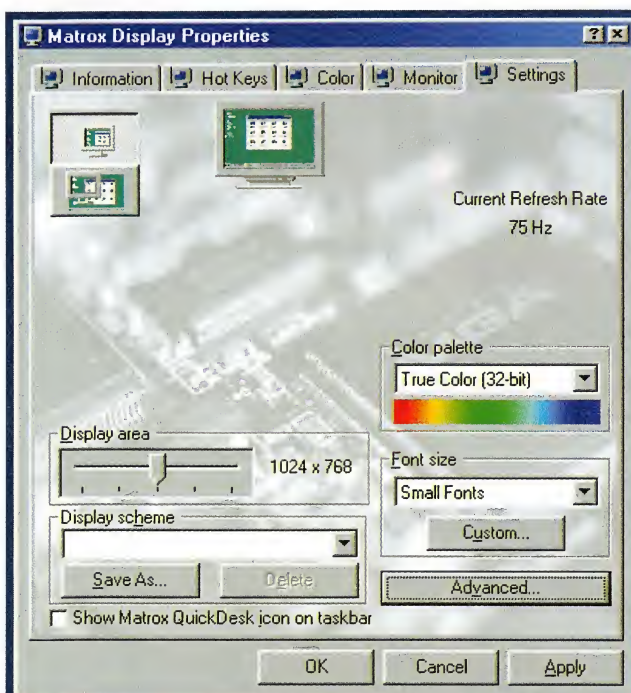 Matrox Display Properties
Information Hot Keys Color Monitor Settings
Current Refresh Rate
75 Hz
Color palette
True Color (32-bit)
Display area
1024 x 768
Font size
Small Fonts
Custom...
Display scheme
Save As... Delete
Advanced...
Show Matrox QuickDesk icon on taskbar
OK Cancel Apply